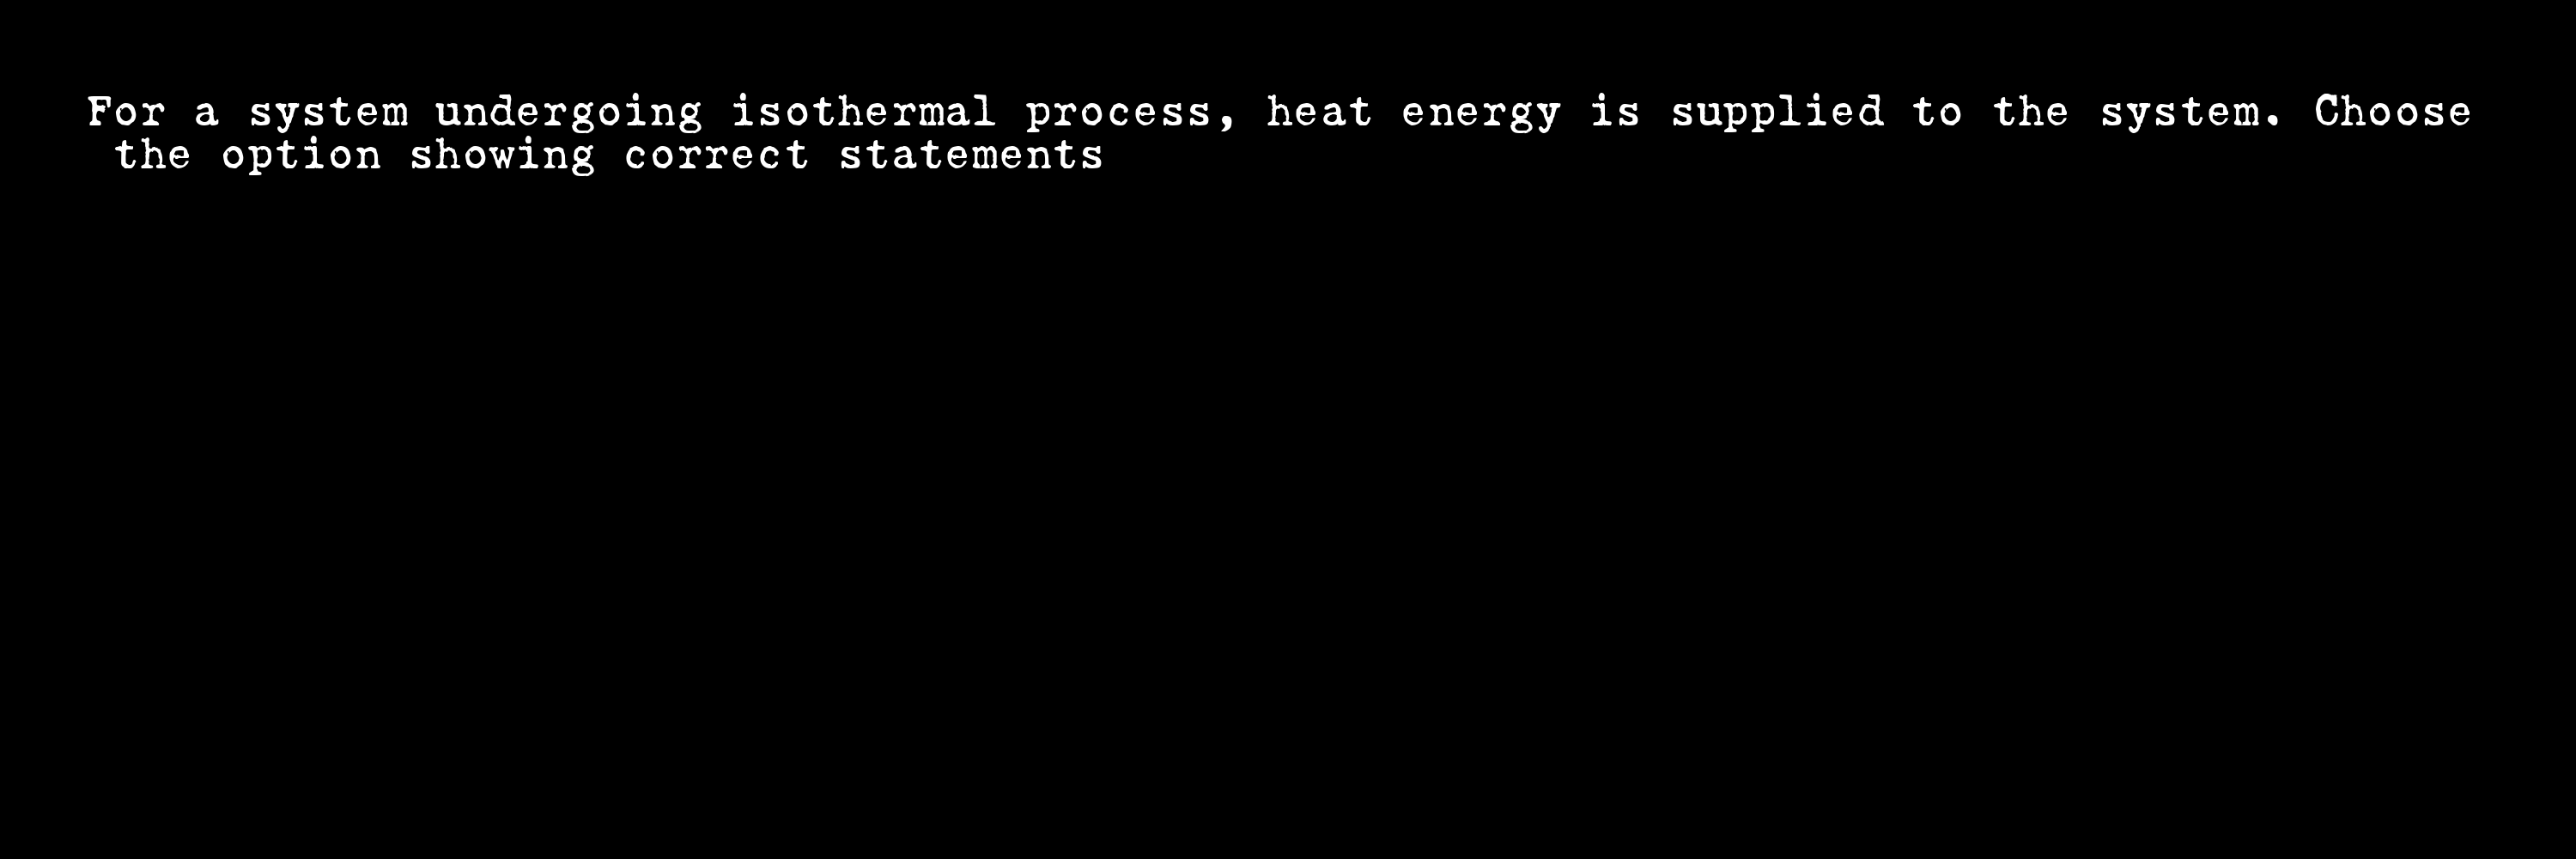 For a system undergoing isothermal process, heat energy is supplied to the system. Choose
the option showing correct statements